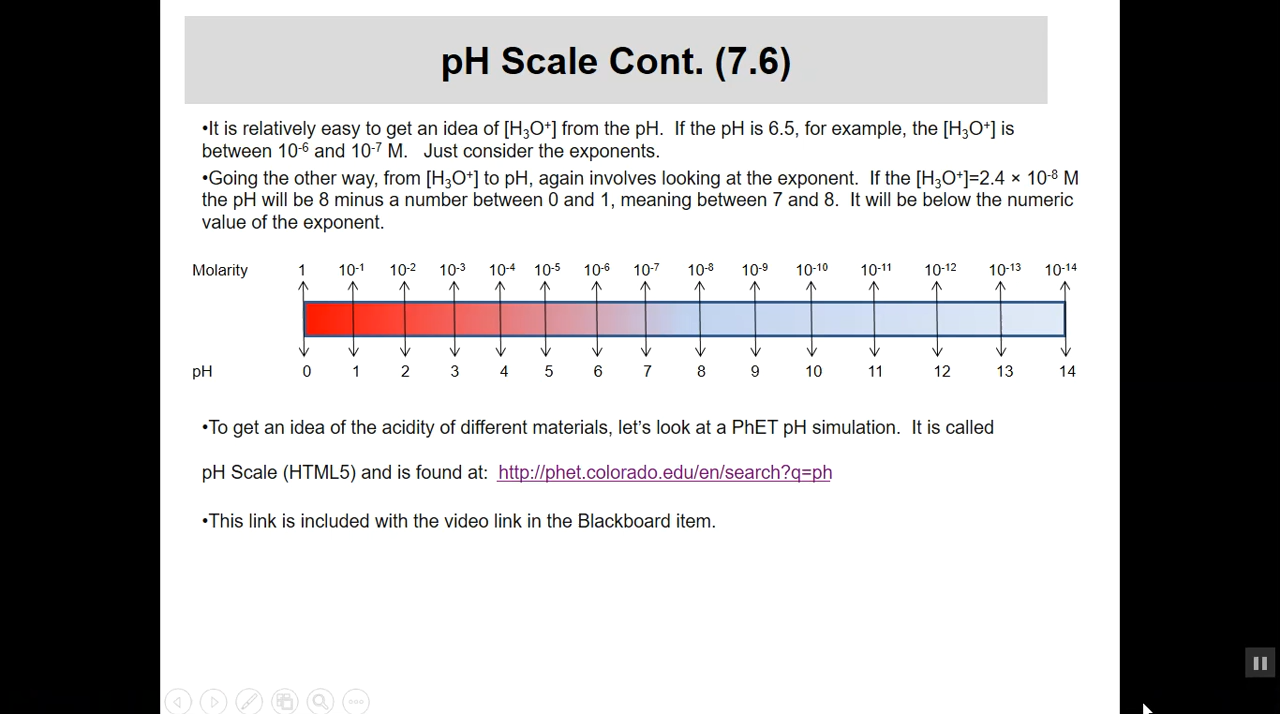 pH Scale Cont. (7.6)
•It is relatively easy to get an idea of [H₃O⁺] from the pH.  If the pH is 6.5, for example, the [H₃O⁺] is
between 10⁻⁶ and 10⁻⁷ M.   Just consider the exponents.
•Going the other way, from [H₃O⁺] to pH, again involves looking at the exponent.  If the [H₃O⁺]=2.4 × 10⁻⁸ M
the pH will be 8 minus a number between 0 and 1, meaning between 7 and 8.  It will be below the numeric
value of the exponent.
Molarity 1 10⁻¹ 10⁻² 10⁻³ 10⁻⁴ 10⁻⁵ 10⁻⁶ 10⁻⁷ 10⁻⁸ 10⁻⁹ 10⁻¹⁰ 10⁻¹¹ 10⁻¹² 10⁻¹³ 10⁻¹⁴
pH 0 1 2 3 4 5 6 7 8 9 10 11 12 13 14
•To get an idea of the acidity of different materials, let’s look at a PhET pH simulation.  It is called
pH Scale (HTML5) and is found at:  http://phet.colorado.edu/en/search?q=ph
•This link is included with the video link in the Blackboard item.